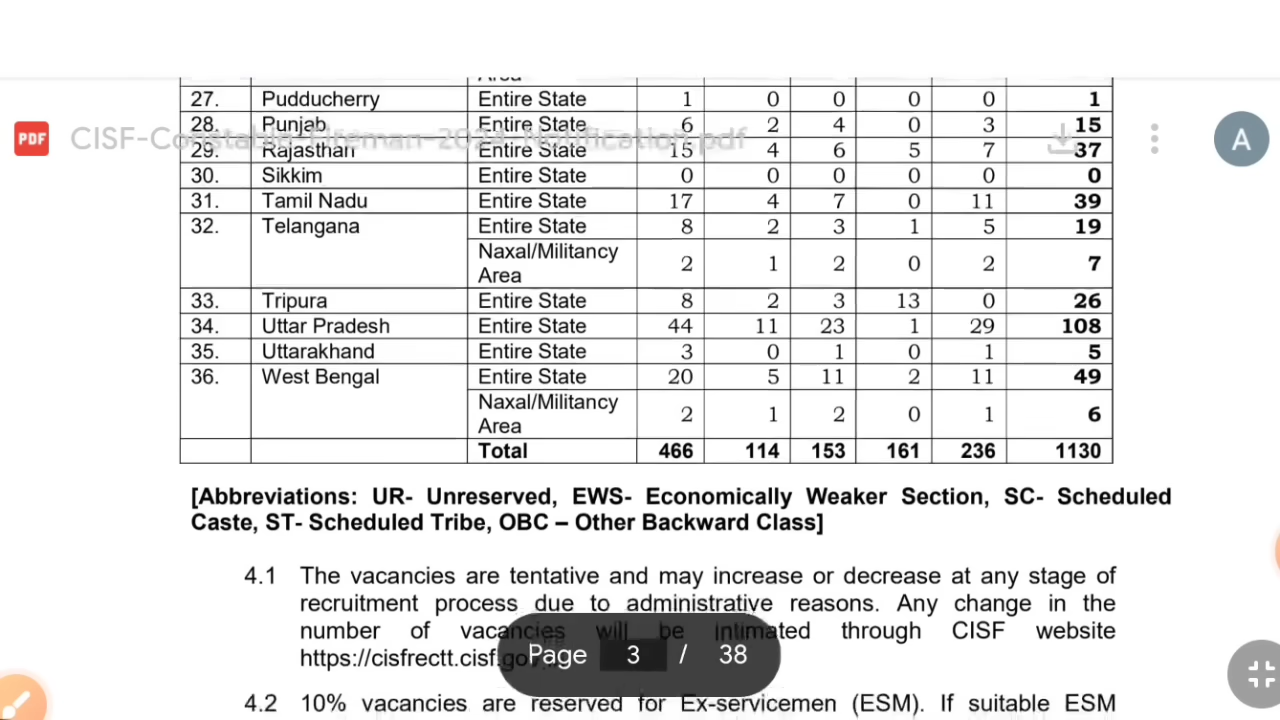 Area
27. Pudducherry Entire State 1 0 0 0 0 1
28. Punjab Entire State 6 2 4 0 3 15
PDF CISF-Constable-Fireman-2024-Notification.pdf A
29. Rajasthan Entire State 15 4 6 5 7 37
30. Sikkim Entire State 0 0 0 0 0 0
31. Tamil Nadu Entire State 17 4 7 0 11 39
32. Telangana Entire State 8 2 3 1 5 19
Naxal/Militancy
Area 2 1 2 0 2 7
33. Tripura Entire State 8 2 3 13 0 26
34. Uttar Pradesh Entire State 44 11 23 1 29 108
35. Uttarakhand Entire State 3 0 1 0 1 5
36. West Bengal Entire State 20 5 11 2 11 49
Naxal/Militancy
Area 2 1 2 0 1 6
Total 466 114 153 161 236 1130
[Abbreviations: UR- Unreserved, EWS- Economically Weaker Section, SC- Scheduled
Caste, ST- Scheduled Tribe, OBC – Other Backward Class]
4.1 The vacancies are tentative and may increase or decrease at any stage of
recruitment process due to administrative reasons. Any change in the
number of vacancies will be intimated through CISF website
https://cisfrectt.cisf.gov.in
Page 3 / 38
4.2 10% vacancies are reserved for Ex-servicemen (ESM). If suitable ESM